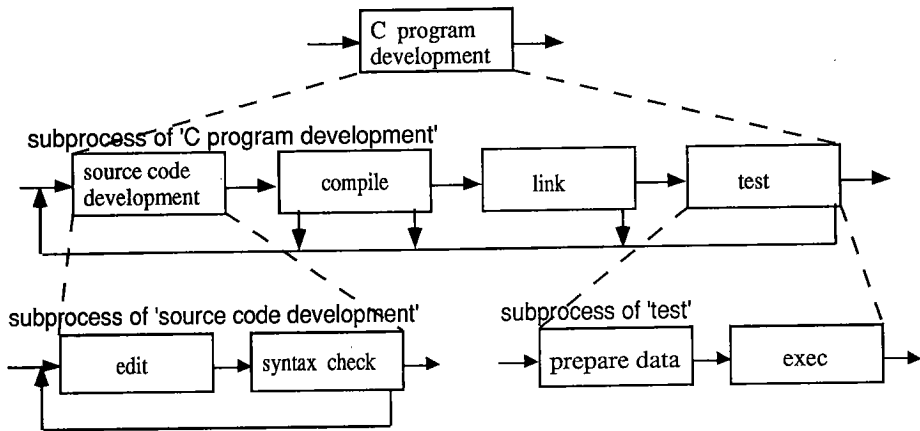 C program
development
subprocess of 'C program development'
source code
development
compile
link
test
subprocess of 'source code development'
subprocess of 'test'
edit
syntax check
prepare data
exec